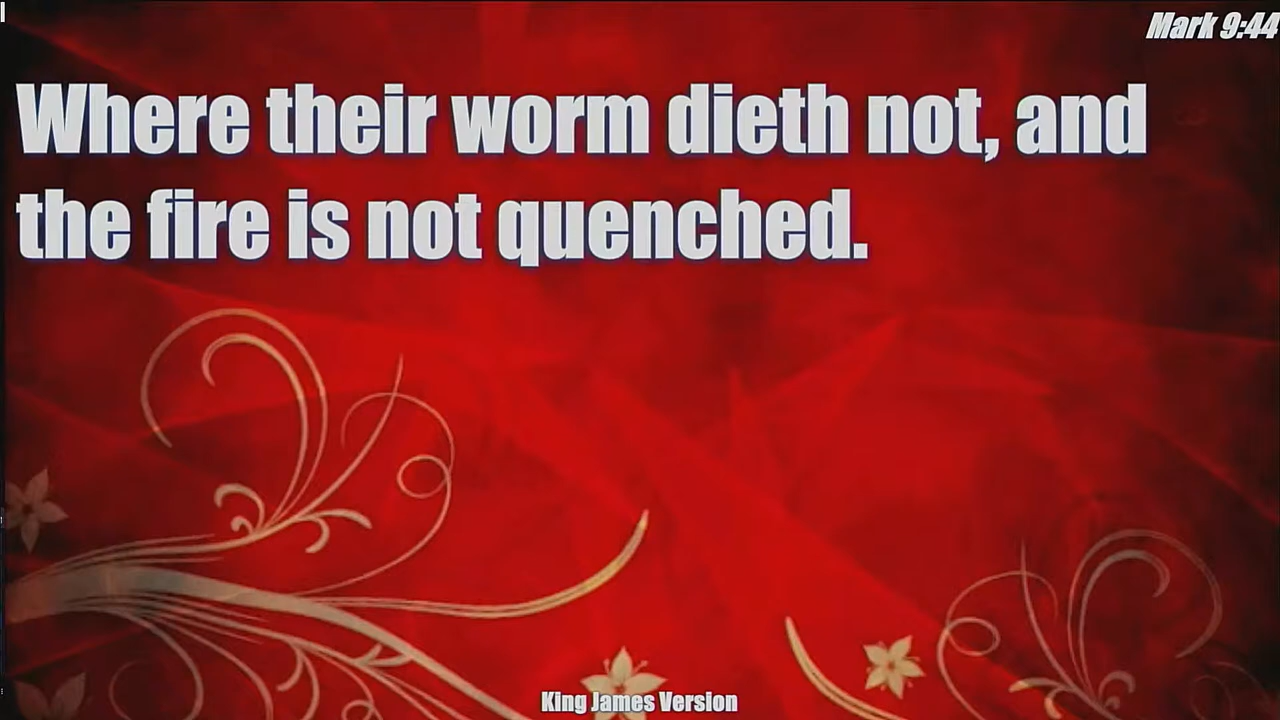 Mark 9:44
Where their worm dieth not, and
the fire is not quenched.
King James Version